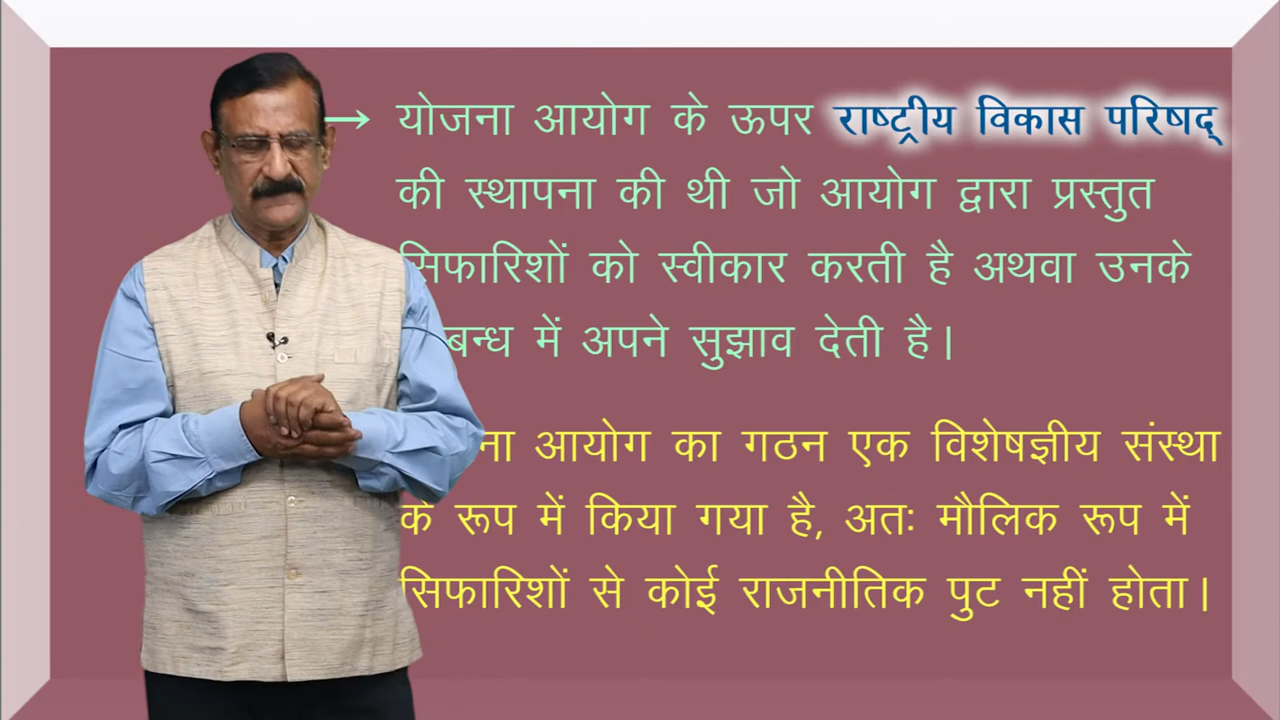 → योजना आयोग के ऊपर राष्ट्रीय विकास परिषद्
की स्थापना की थी जो आयोग द्वारा प्रस्तुत
सिफारिशों को स्वीकार करती है अथवा उनके
में अपने सुझाव देती है।
आयोग का गठन एक विशेषज्ञीय संस्था
के रूप में किया गया है, अतः मौलिक रूप में
सिफारिशों से कोई राजनीतिक पुट नहीं होता।